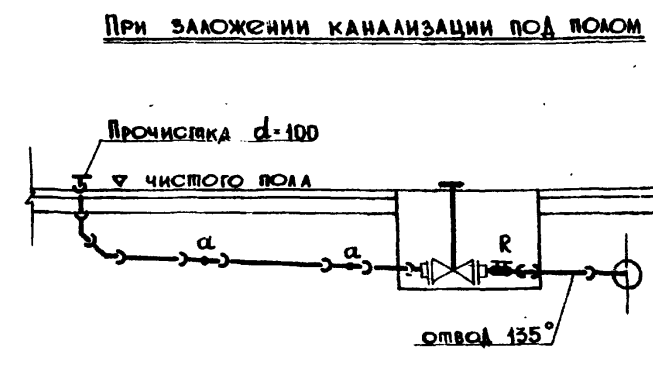 При заложении канализации под полом
Прочистка d=100
чистого пола
а
а
R
отвод 135°